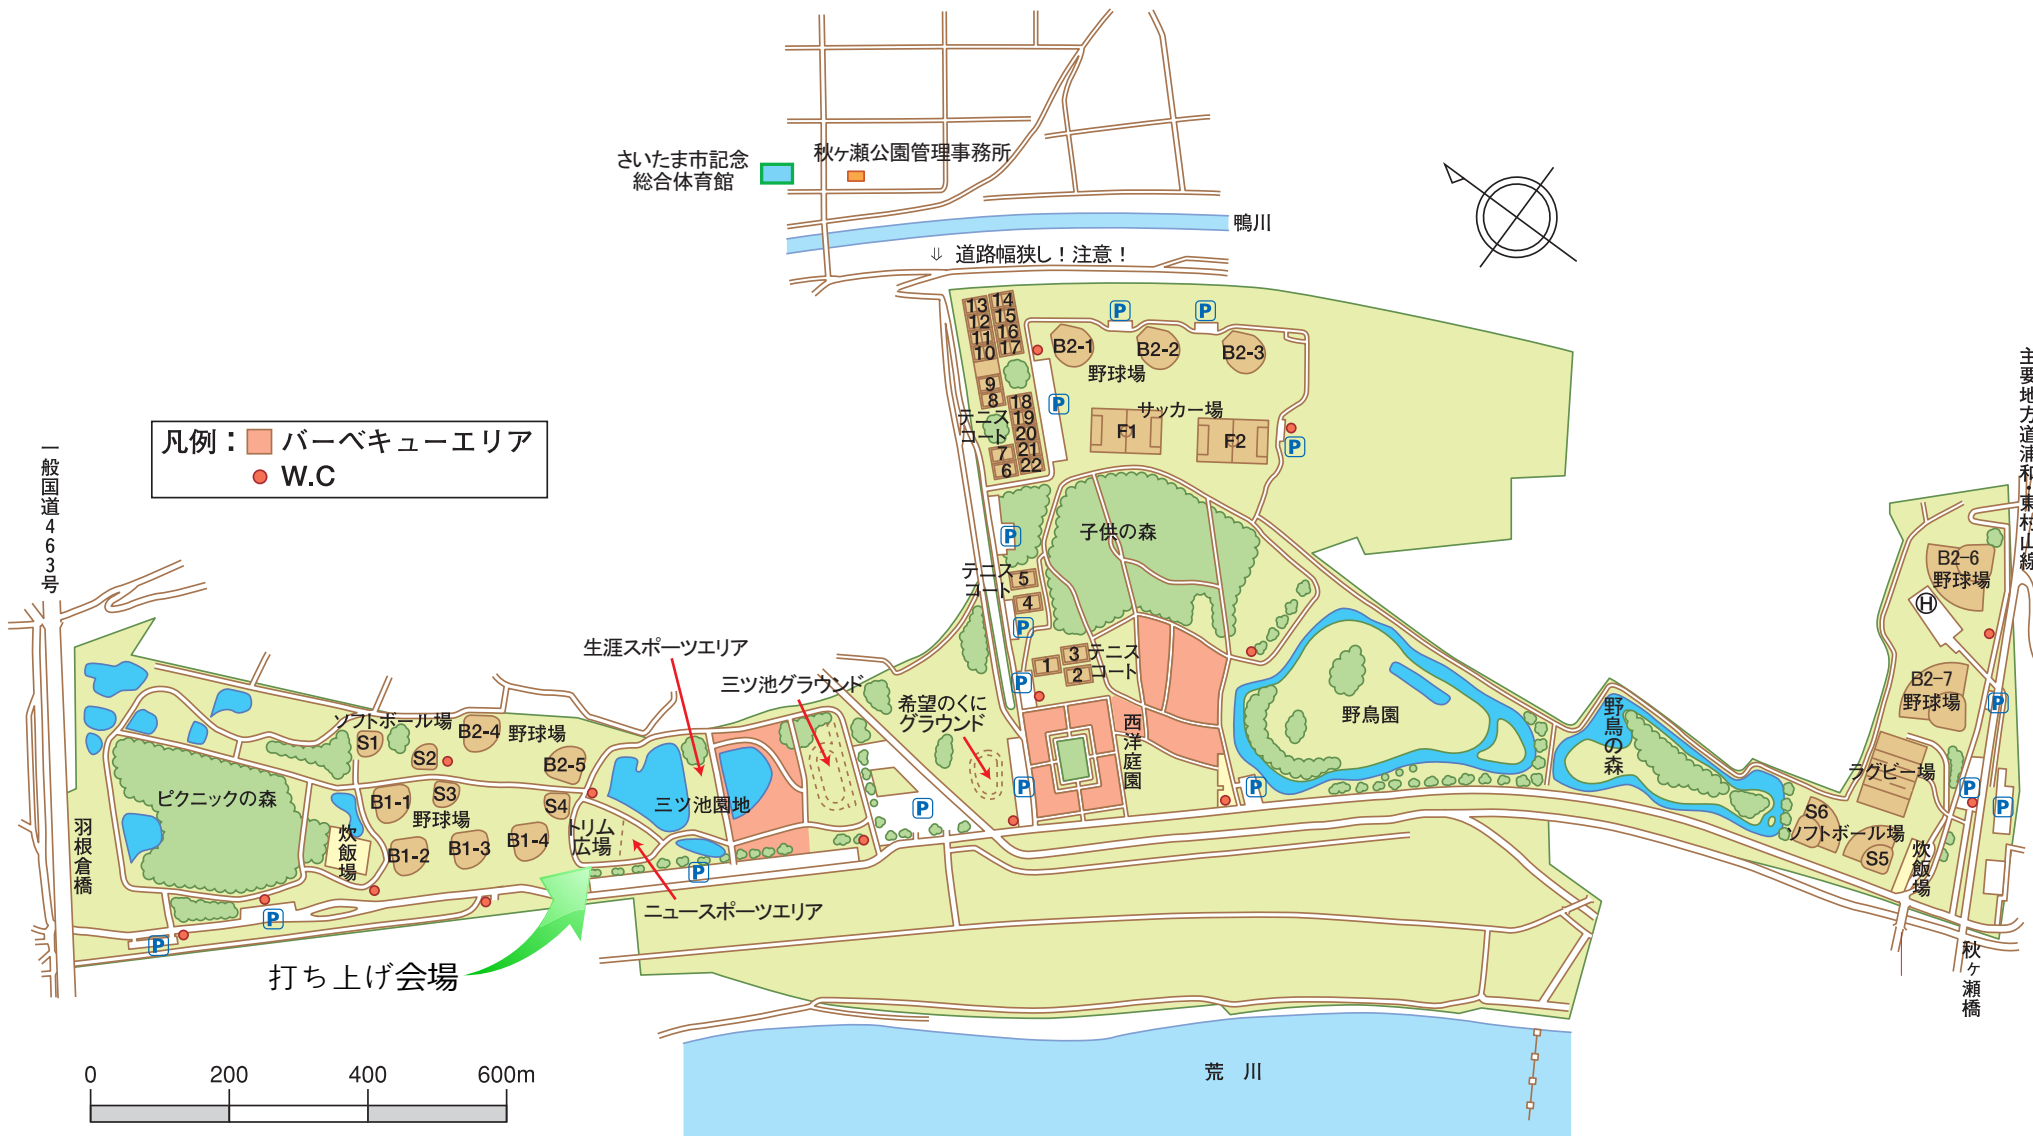 さいたま市記念
総合体育館
秋ヶ瀬公園管理事務所
鴨川
⇓ 道路幅狭し！注意！
凡例：
バーベキューエリア
W.C
一般国道463号
羽根倉橋
主要地方道浦和・東村山線
13
14
12
15
11
16
10
17
9
8
18
19
20
21
22
7
6
テニス
コート
P
P
B2-1
B2-2
B2-3
野球場
P
サッカー場
F1
F2
P
子供の森
P
テニス
コート
5
4
P
3
1
2
テニス
コート
P
西洋庭園
希望のくに
グラウンド
P
P
野鳥園
P
野鳥の森
生涯スポーツエリア
三ツ池グラウンド
ソフトボール場
S1
S2
B2-4
野球場
B2-5
ピクニックの森
B1-1
S3
S4
野球場
B1-2
B1-3
B1-4
炊飯場
三ツ池園地
トリム
広場
P
ニュースポーツエリア
P
P
打ち上げ会場
B2-6
野球場
H
B2-7
野球場
P
ラグビー場
P
P
S6
ソフトボール場
S5
炊飯場
秋ヶ瀬橋
荒 川
0
200
400
600m